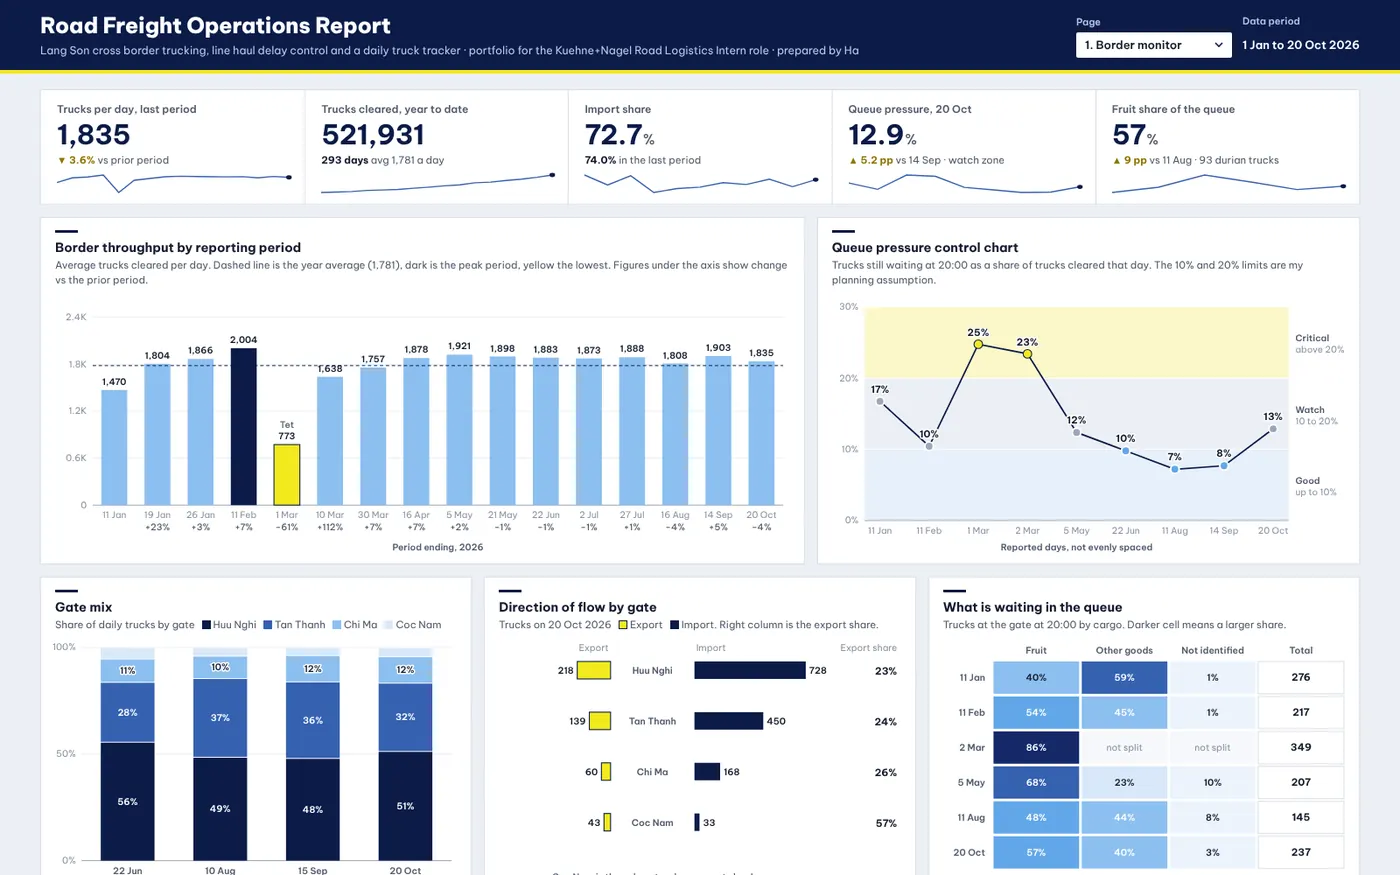 Road Freight Operations Report
Lang Son cross border trucking, line haul delay control and a daily truck tracker · portfolio for the Kuehne+Nagel Road Logistics Intern role · prepared by Ha
Page
1. Border monitor
Data period
1 Jan to 20 Oct 2026
Trucks per day, last period
1,835
▼ 3.6% vs prior period
Trucks cleared, year to date
521,931
293 days avg 1,781 a day
Import share
72.7%
74.0% in the last period
Queue pressure, 20 Oct
12.9%
▲ 5.2 pp vs 14 Sep · watch zone
Fruit share of the queue
57%
▲ 9 pp vs 11 Aug · 93 durian trucks
Border throughput by reporting period
Average trucks cleared per day. Dashed line is the year average (1,781), dark is the peak period, yellow the lowest. Figures under the axis show change
vs the prior period.
2.4K
1.8K
1.2K
0.6K
0
1,470 1,804 1,866 2,004 Tet 773 1,638 1,757 1,878 1,921 1,898 1,883 1,873 1,888 1,808 1,903 1,835
11 Jan 19 Jan 26 Jan 11 Feb 1 Mar 10 Mar 30 Mar 16 Apr 5 May 21 May 22 Jun 2 Jul 27 Jul 16 Aug 14 Sep 20 Oct
+23% +3% +7% −61% +112% +7% +7% +2% −1% −1% −1% +1% −4% +5% −4%
Period ending, 2026
Queue pressure control chart
Trucks still waiting at 20:00 as a share of trucks cleared that day. The 10% and 20% limits are my
planning assumption.
30%
20%
10%
0%
17% 10% 25% 23% 12% 10% 7% 8% 13%
Critical
above 20%
Watch
10 to 20%
Good
up to 10%
11 Jan 11 Feb 1 Mar 2 Mar 5 May 22 Jun 11 Aug 14 Sep 20 Oct
Reported days, not evenly spaced
Gate mix
Share of daily trucks by gate Huu Nghi Tan Thanh Chi Ma Coc Nam
100%
50%
0%
11% 10% 12% 12%
28% 37% 36% 32%
56% 49% 48% 51%
22 Jun 10 Aug 15 Sep 20 Oct
Direction of flow by gate
Trucks on 20 Oct 2026 Export Import. Right column is the export share.
Export Import Export share
218 Huu Nghi 728 23%
139 Tan Thanh 450 24%
60 Chi Ma 168 26%
43 Coc Nam 33 57%
What is waiting in the queue
Trucks at the gate at 20:00 by cargo. Darker cell means a larger share.
Fruit Other goods Not identified Total
11 Jan 40% 59% 1% 276
11 Feb 54% 45% 1% 217
2 Mar 86% not split not split 349
5 May 68% 23% 10% 207
11 Aug 48% 44% 8% 145
20 Oct 57% 40% 3% 237